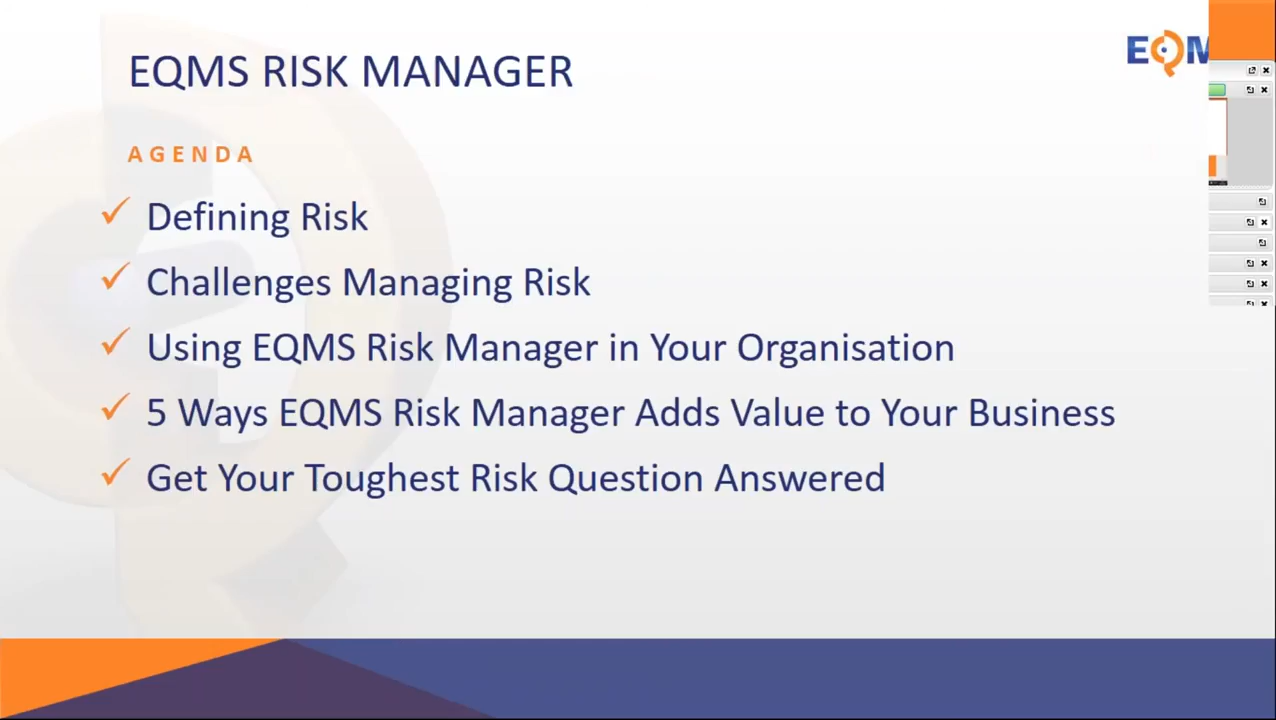 EQMS RISK MANAGER
EQM
AGENDA
✓ Defining Risk
✓ Challenges Managing Risk
✓ Using EQMS Risk Manager in Your Organisation
✓ 5 Ways EQMS Risk Manager Adds Value to Your Business
✓ Get Your Toughest Risk Question Answered